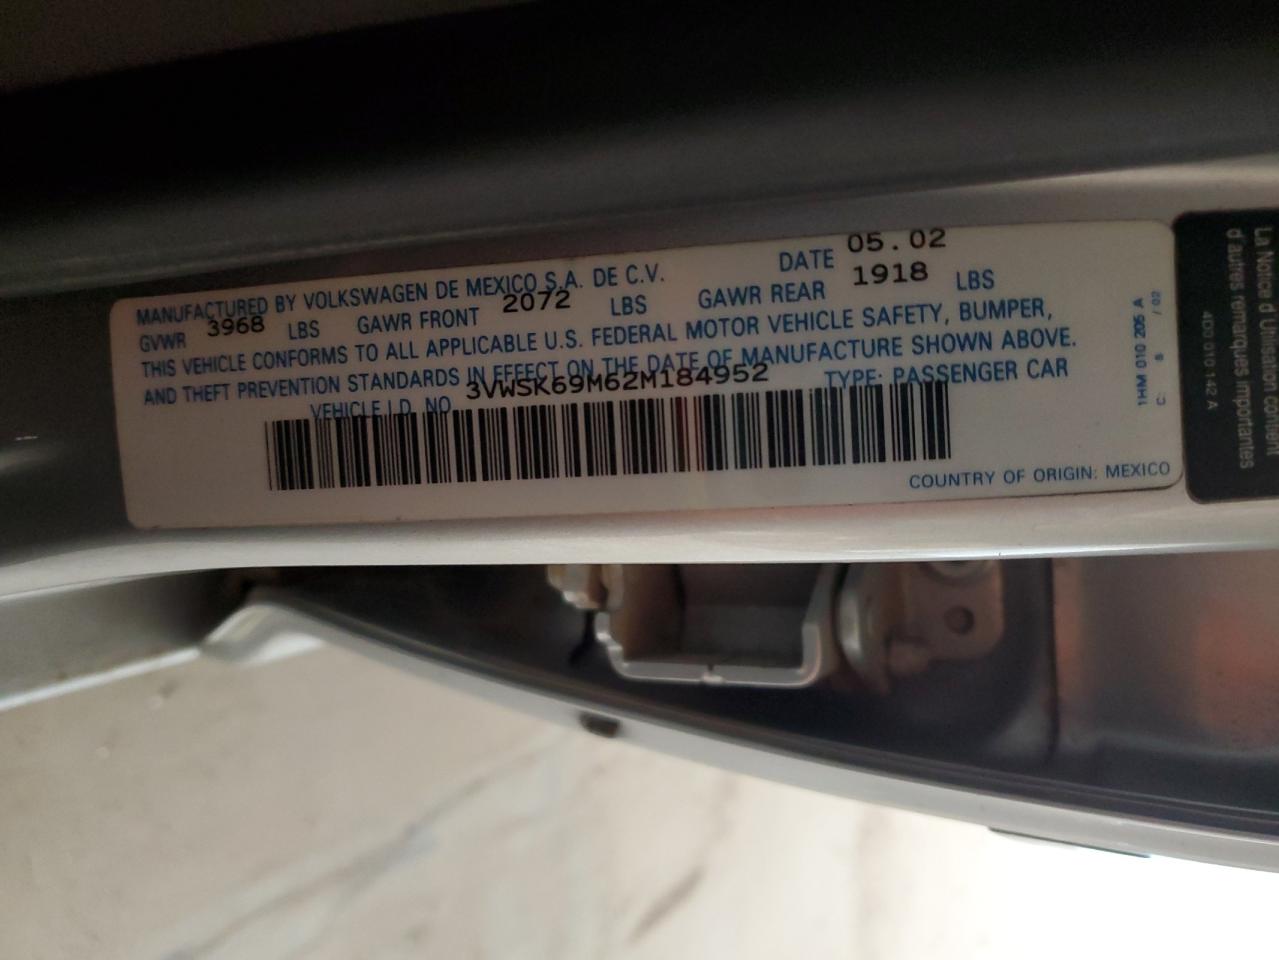 MANUFACTURED BY VOLKSWAGEN DE MEXICO S.A. DE C.V. DATE 05.02
GVWR 3968 LBS GAWR FRONT 2072 LBS GAWR REAR 1918 LBS
THIS VEHICLE CONFORMS TO ALL APPLICABLE U.S. FEDERAL MOTOR VEHICLE SAFETY, BUMPER,
AND THEFT PREVENTION STANDARDS IN EFFECT ON THE DATE OF MANUFACTURE SHOWN ABOVE.
VEHICLE I.D. NO. 3VWSK69M62M184952 TYPE: PASSENGER CAR
COUNTRY OF ORIGIN: MEXICO
1HM 010 205 A
C: 8 / 02
La Notice d'Utilisation contient
d'autres remarques importantes
4D0 010 142 A